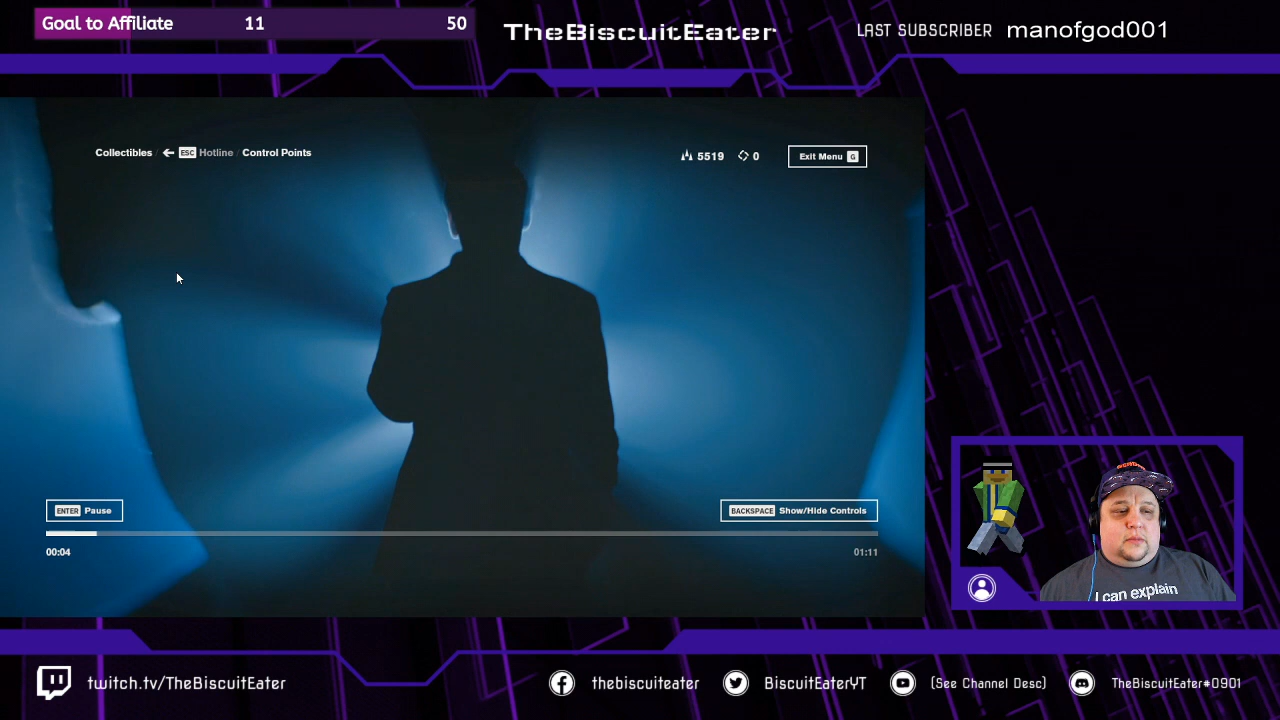 Goal to Affiliate 11 50
TheBiscuitEater
LAST SUBSCRIBER manofgod001
Collectibles / ESC Hotline / Control Points
5519 0
Exit Menu G
ENTER Pause
BACKSPACE Show/Hide Controls
00:04
01:11
I can explain
twitch.tv/TheBiscuitEater
thebiscuiteater
BiscuitEaterYT
(See Channel Desc)
TheBiscuitEater#0901